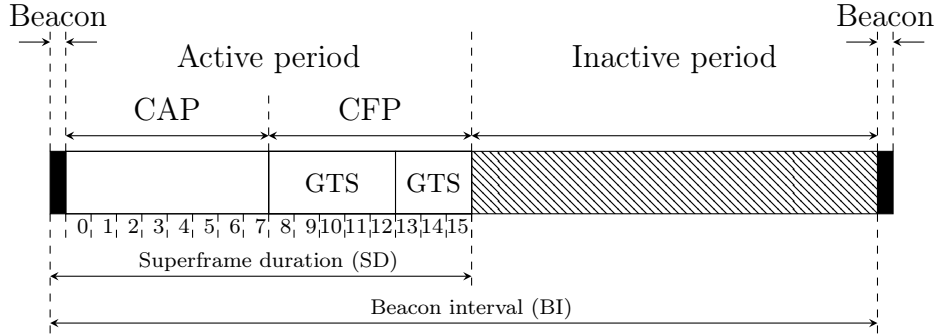 Beacon Beacon
Active period Inactive period
CAP CFP
GTS GTS
0 1 2 3 4 5 6 7 8 9 10 11 12 13 14 15
Superframe duration (SD)
Beacon interval (BI)